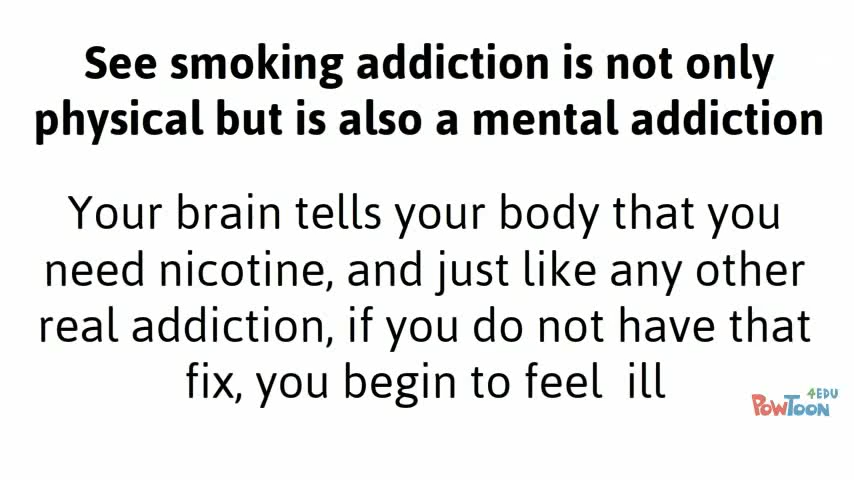 See smoking addiction is not only
physical but is also a mental addiction
Your brain tells your body that you
need nicotine, and just like any other
real addiction, if you do not have that
fix, you begin to feel  ill
4EDU
POWTOON